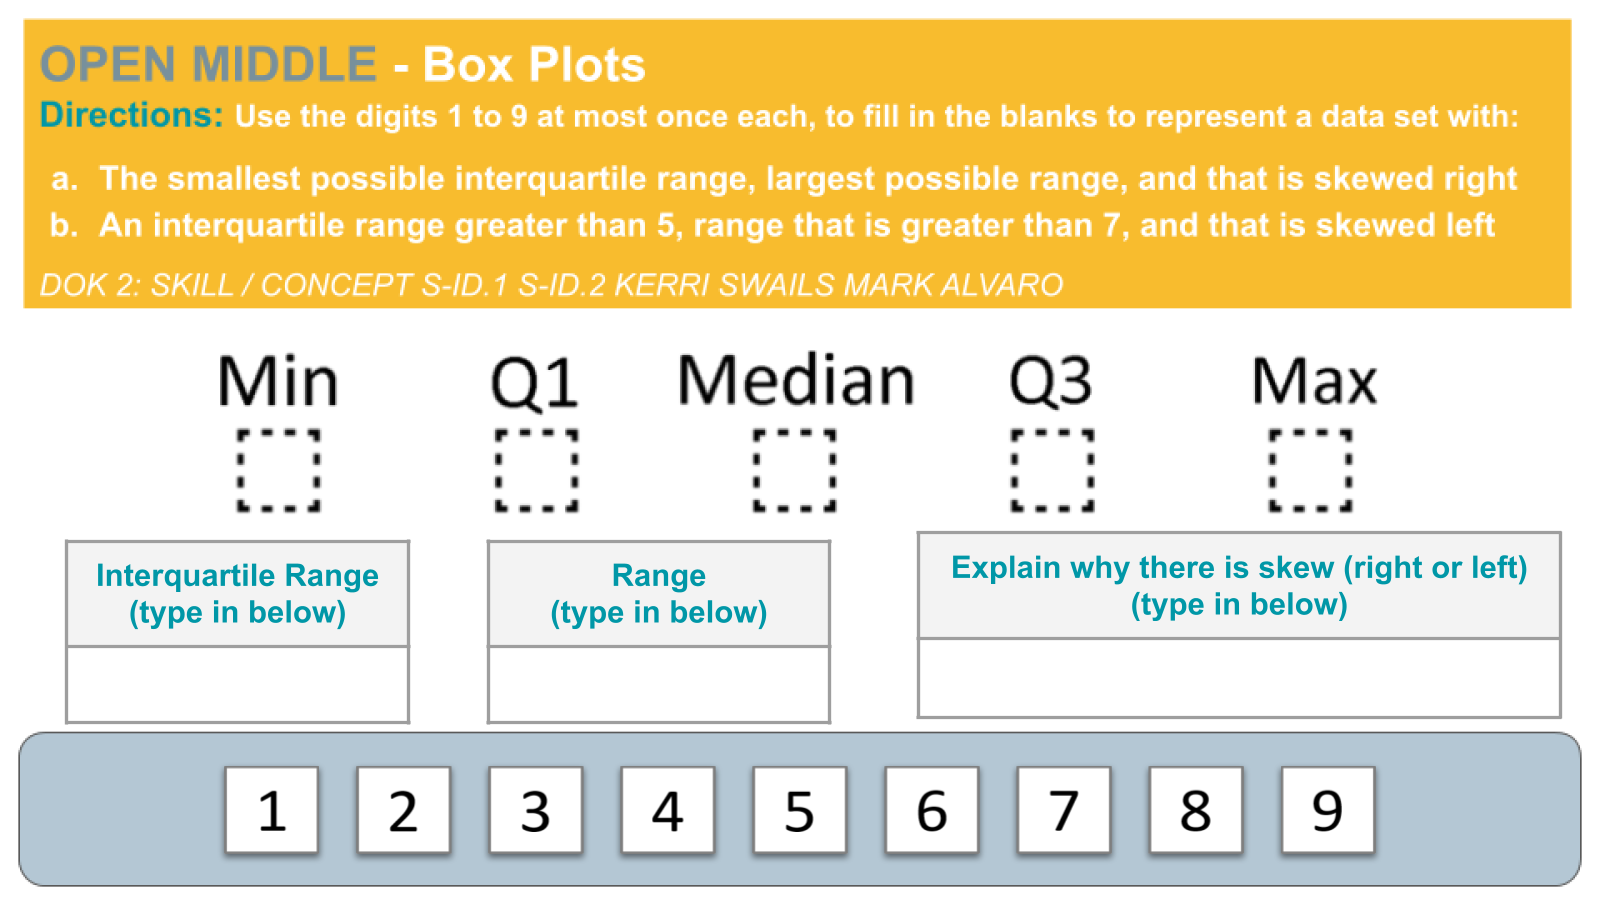 OPEN MIDDLE - Box Plots
Directions: Use the digits 1 to 9 at most once each, to fill in the blanks to represent a data set with:
a. The smallest possible interquartile range, largest possible range, and that is skewed right
b. An interquartile range greater than 5, range that is greater than 7, and that is skewed left
DOK 2: SKILL / CONCEPT S-ID.1 S-ID.2 KERRI SWAILS MARK ALVARO
Min Q1 Median Q3 Max
Interquartile Range
(type in below)
Range
(type in below)
Explain why there is skew (right or left)
(type in below)
1 2 3 4 5 6 7 8 9